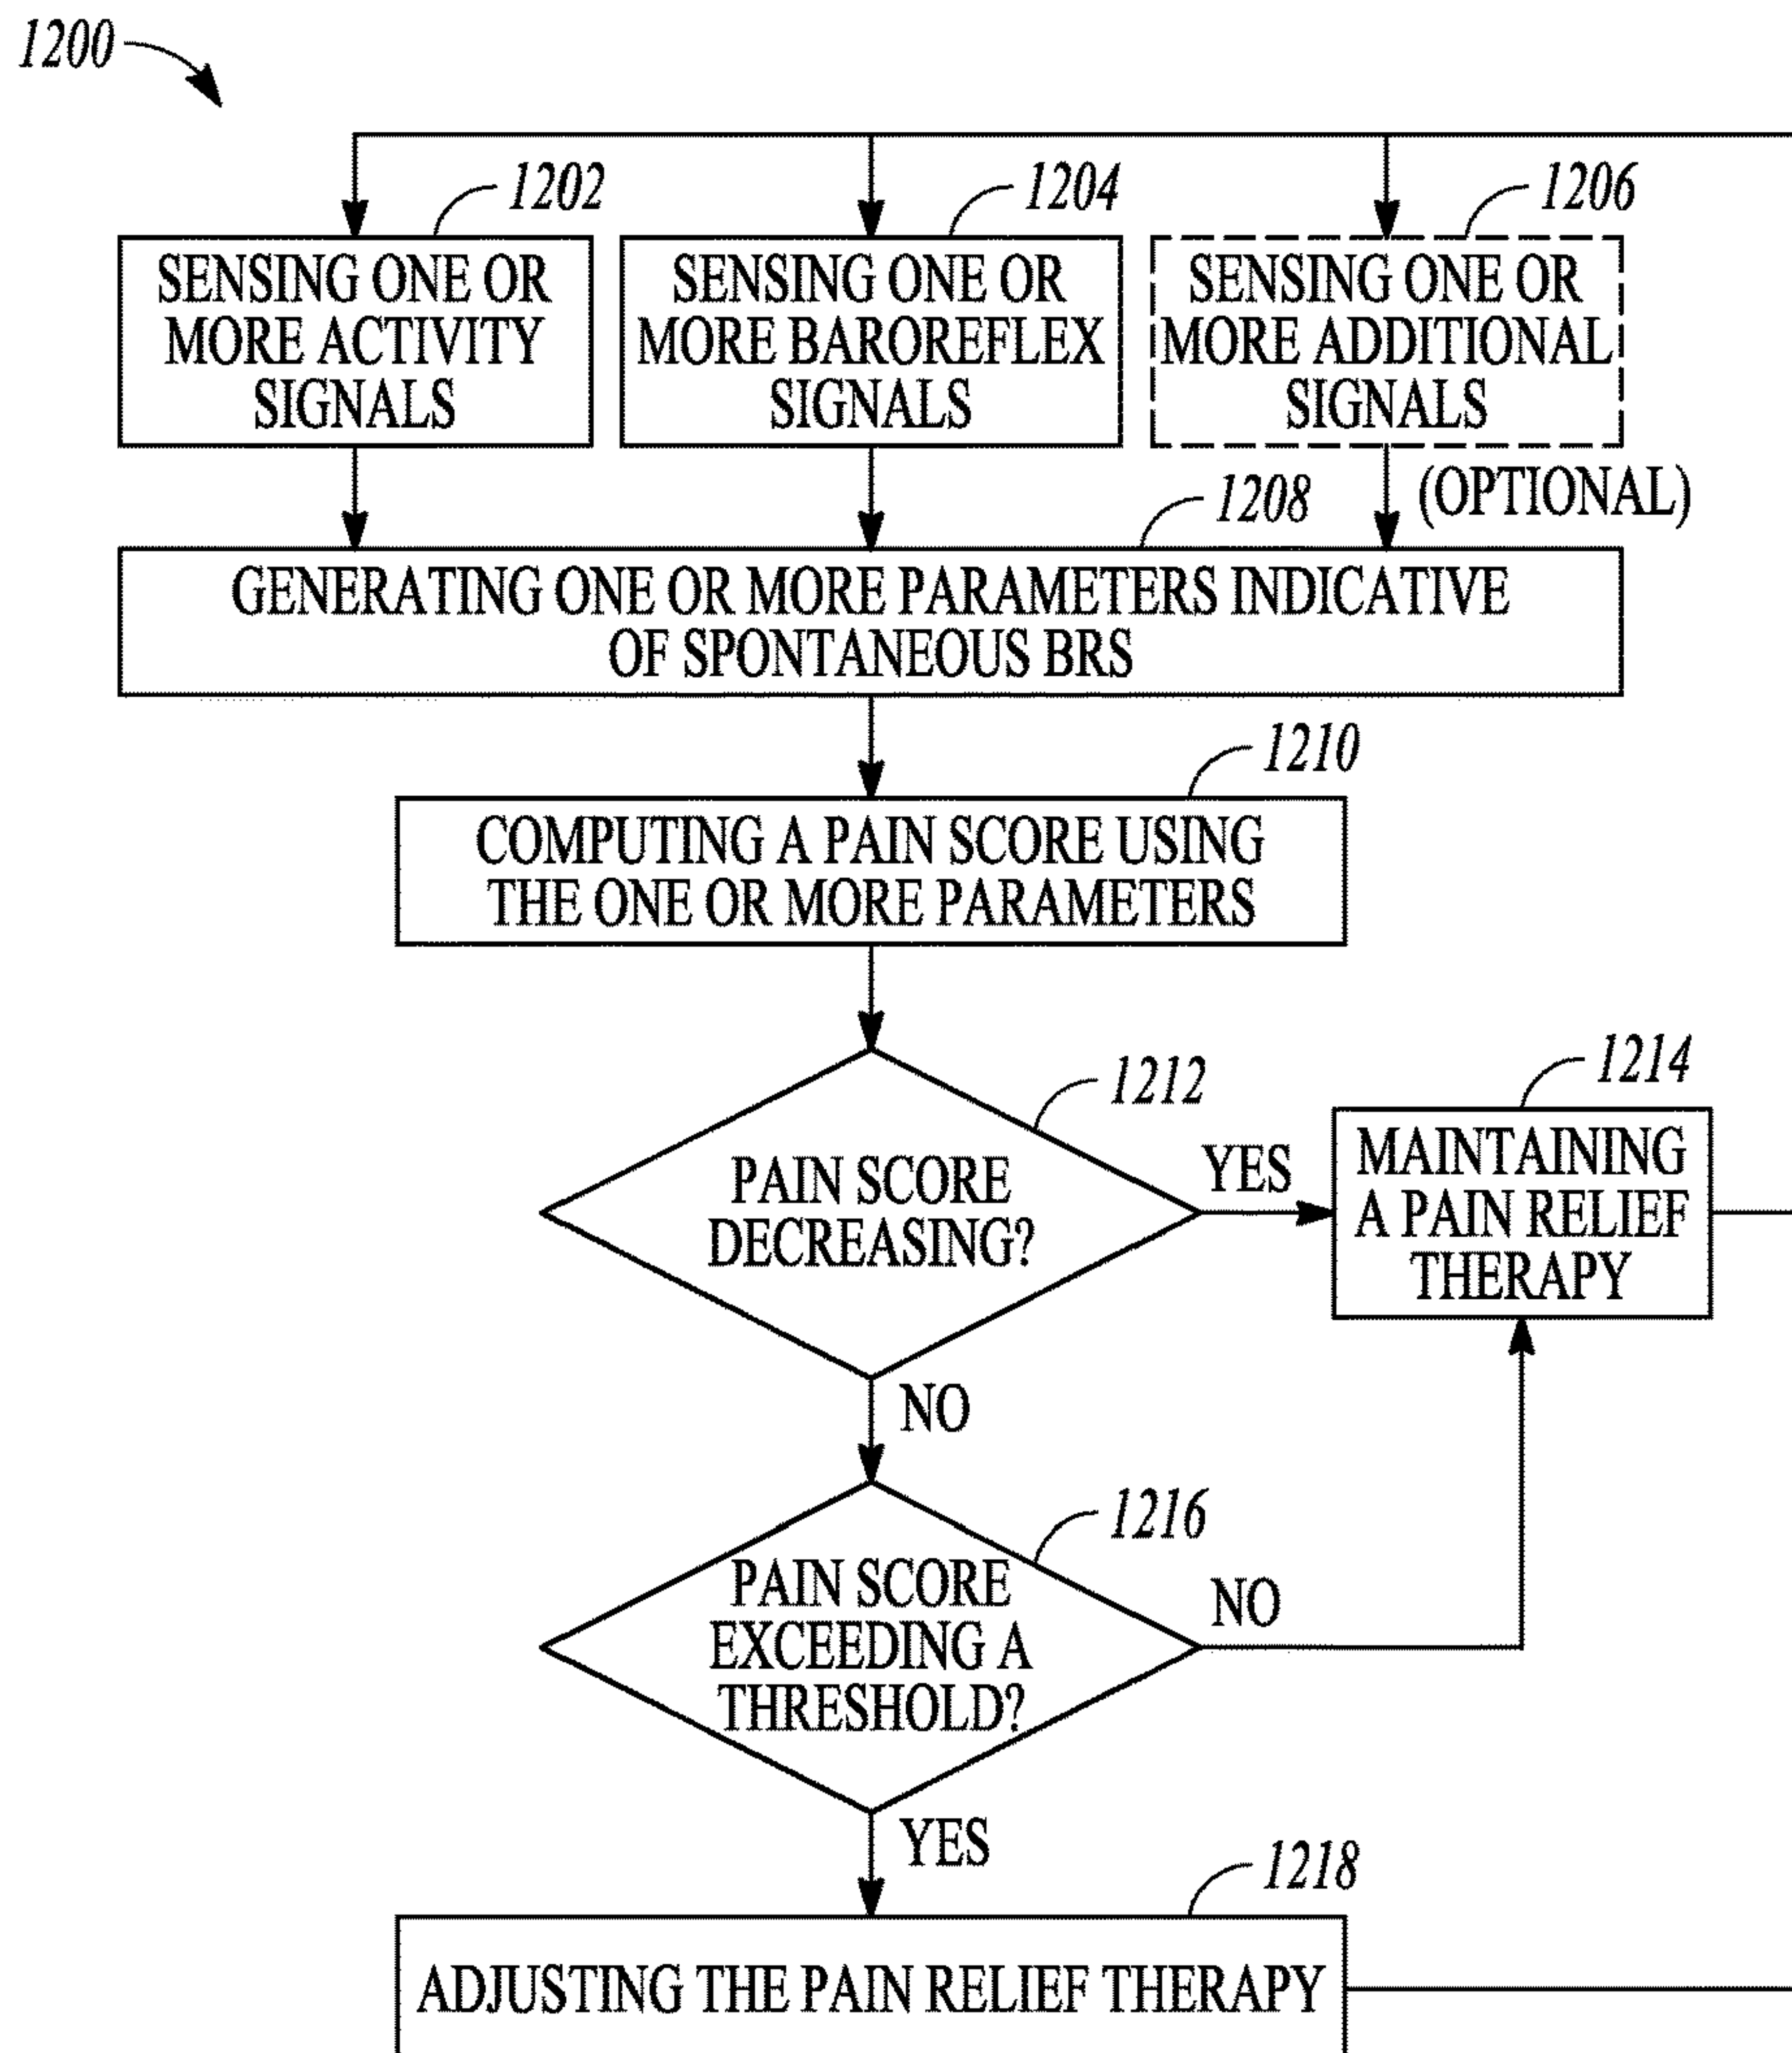 1200
1202
1204
1206
SENSING ONE OR
MORE ACTIVITY
SIGNALS
SENSING ONE OR
MORE BAROREFLEX
SIGNALS
SENSING ONE OR
MORE ADDITIONAL
SIGNALS
(OPTIONAL)
1208
GENERATING ONE OR MORE PARAMETERS INDICATIVE
OF SPONTANEOUS BRS
1210
COMPUTING A PAIN SCORE USING
THE ONE OR MORE PARAMETERS
1212
PAIN SCORE
DECREASING?
YES
1214
MAINTAINING
A PAIN RELIEF
THERAPY
NO
1216
PAIN SCORE
EXCEEDING A
THRESHOLD?
NO
YES
1218
ADJUSTING THE PAIN RELIEF THERAPY